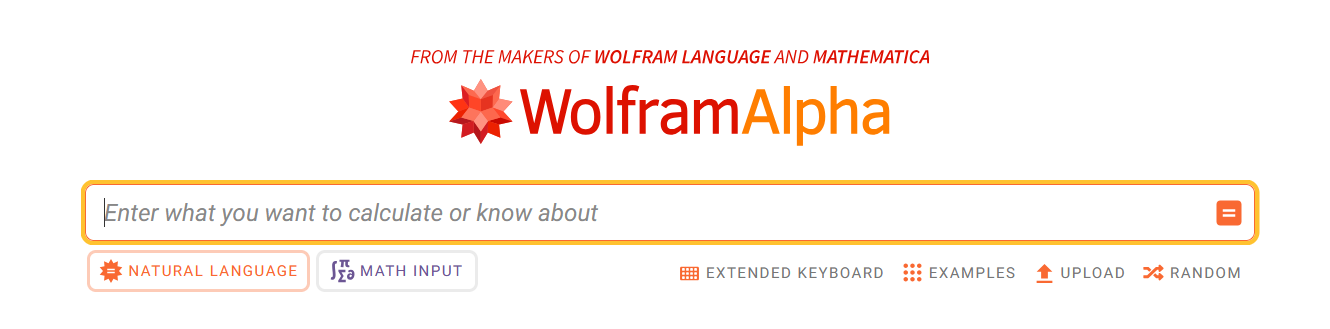 FROM THE MAKERS OF WOLFRAM LANGUAGE AND MATHEMATICA
WolframAlpha
Enter what you want to calculate or know about
=
NATURAL LANGUAGE
∫π∑∂ MATH INPUT
EXTENDED KEYBOARD
EXAMPLES
UPLOAD
RANDOM